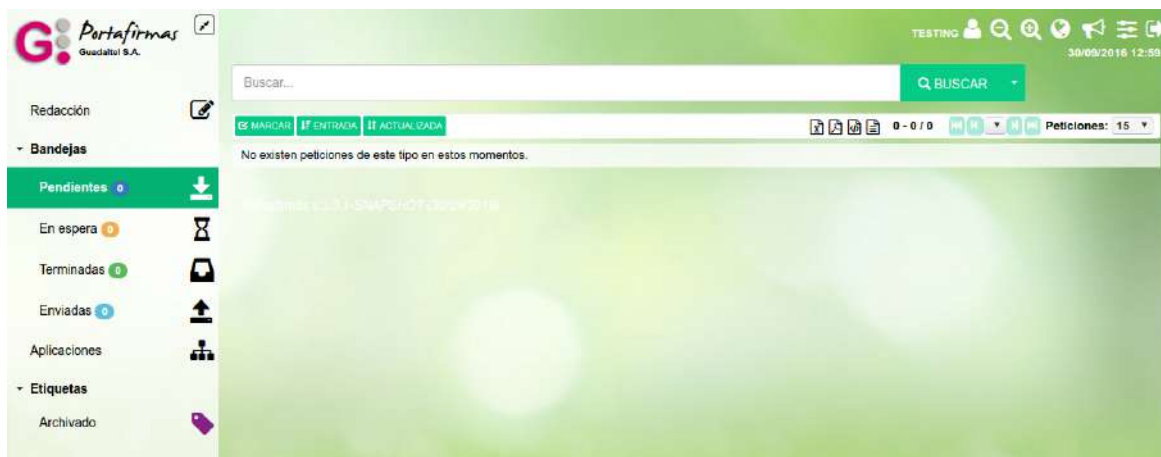 G Portafirmas
Guadaltel S.A.
TESTING
30/09/2016 12:59
Buscar...
BUSCAR
Redacción
MARCAR ENTRADA ACTUALIZADA
0 - 0 / 0
Peticiones: 15
Bandejas
No existen peticiones de este tipo en estos momentos.
Pendientes 0
En espera 0
Terminadas 0
Enviadas 0
Aplicaciones
Etiquetas
Archivado